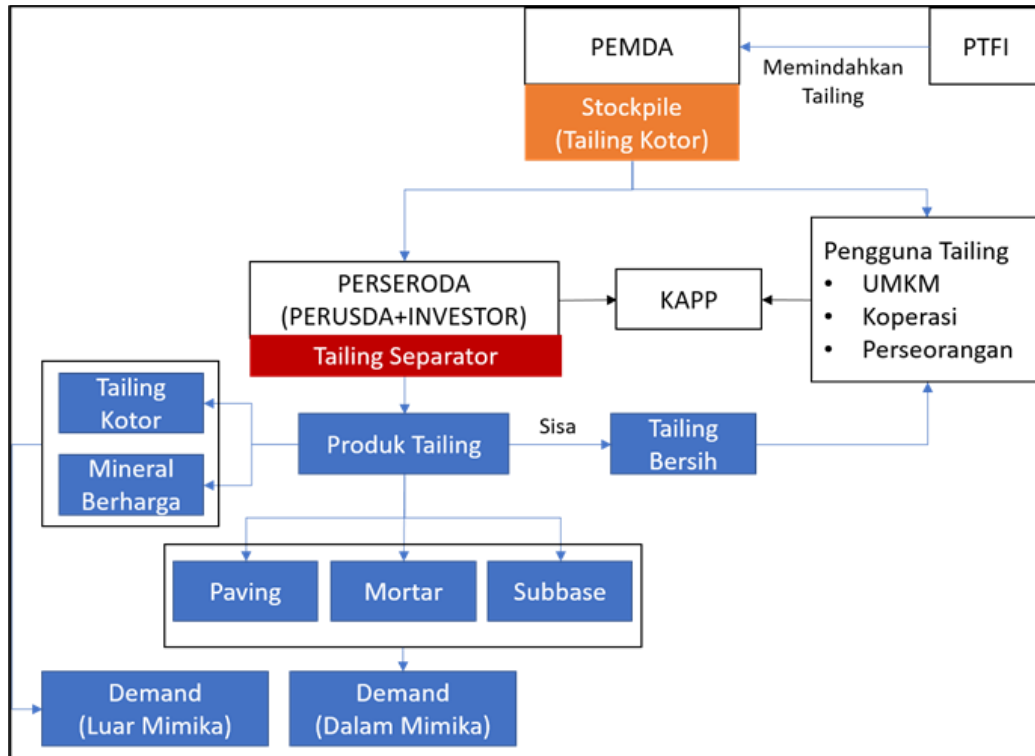 PEMDA
PTFI
Memindahkan
Tailing
Stockpile
(Tailing Kotor)
Pengguna Tailing
• UMKM
• Koperasi
• Perseorangan
PERSERODA
(PERUSDA+INVESTOR)
KAPP
Tailing Separator
Tailing
Kotor
Mineral
Berharga
Produk Tailing
Sisa
Tailing
Bersih
Paving
Mortar
Subbase
Demand
(Luar Mimika)
Demand
(Dalam Mimika)